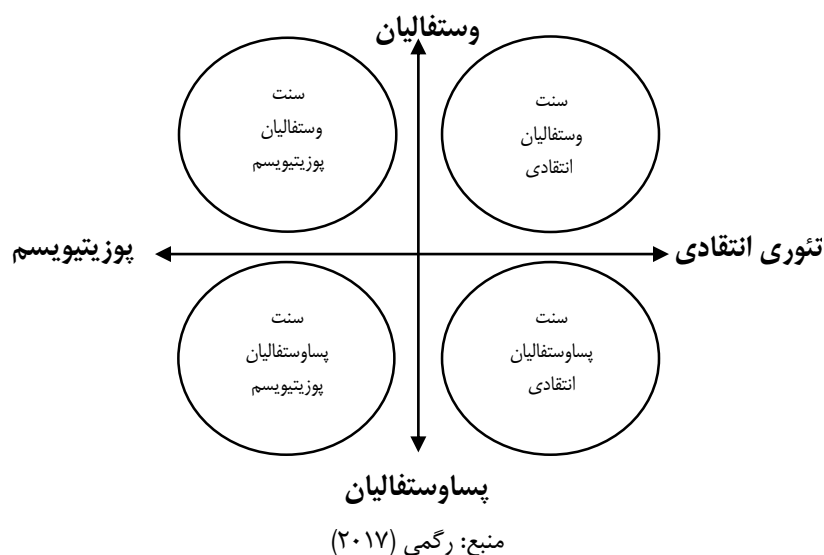 وستفالیان
سنت
وستفالیان
انتقادی
سنت
وستفالیان
پوزیتیویسم
تئوری انتقادی
پوزیتیویسم
سنت
پساوستفالیان
انتقادی
سنت
پساوستفالیان
پوزیتیویسم
پساوستفالیان
منبع: رگمی (۲۰۱۷)